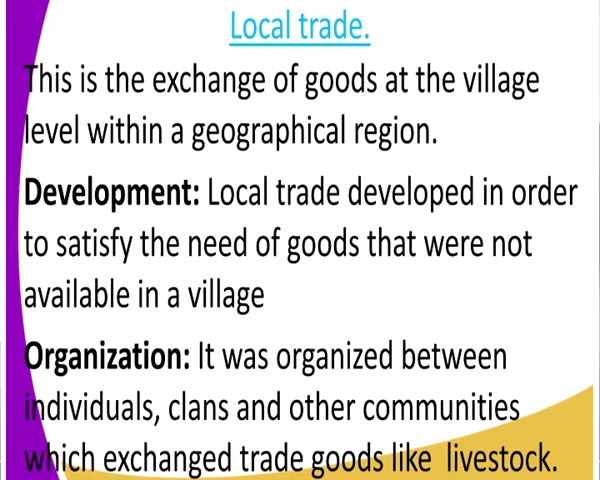 Local trade.
This is the exchange of goods at the village
level within a geographical region.
Development: Local trade developed in order
to satisfy the need of goods that were not
available in a village
Organization: It was organized between
individuals, clans and other communities
which exchanged trade goods like  livestock.